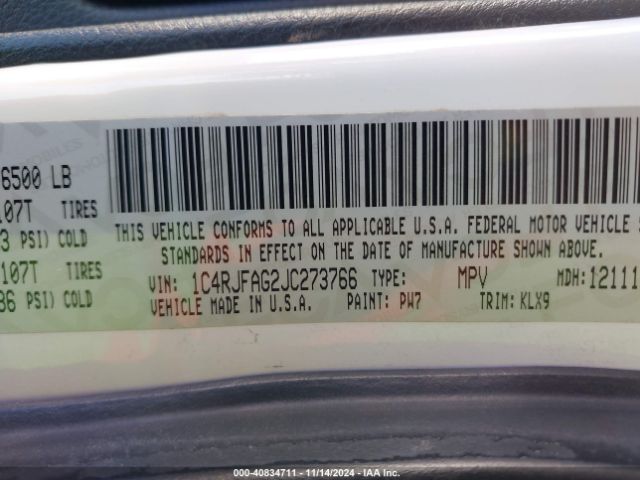 6500 LB
107T TIRES
3 PSI) COLD
107T TIRES
36 PSI) COLD
THIS VEHICLE CONFORMS TO ALL APPLICABLE U.S.A. FEDERAL MOTOR VEHICLE S
STANDARDS IN EFFECT ON THE DATE OF MANUFACTURE SHOWN ABOVE.
VIN: 1C4RJFAG2JC273766 TYPE: MPV MDH: 12111
VEHICLE MADE IN U.S.A. PAINT: PW7 TRIM: KLX9
000-40834711 - 11/14/2024 - IAA Inc.